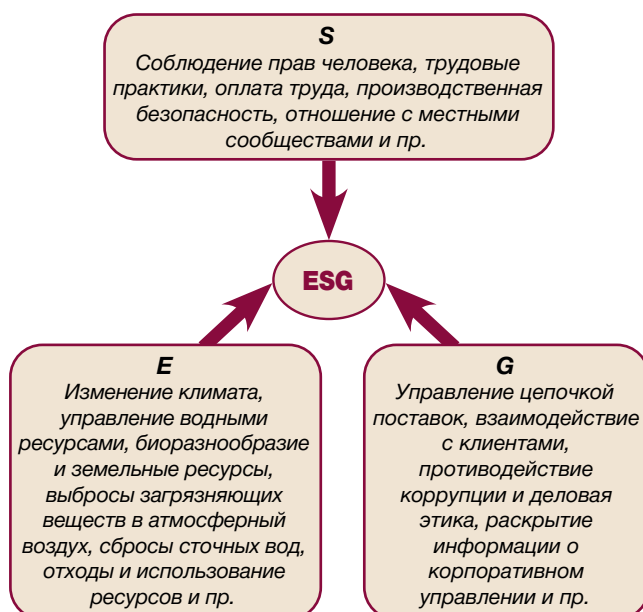 S
Соблюдение прав человека, трудовые
практики, оплата труда, производственная
безопасность, отношение с местными
сообществами и пр.
ESG
E
Изменение климата,
управление водными
ресурсами, биоразнообразие
и земельные ресурсы,
выбросы загрязняющих
веществ в атмосферный
воздух, сбросы сточных вод,
отходы и использование
ресурсов и пр.
G
Управление цепочкой
поставок, взаимодействие
с клиентами,
противодействие
коррупции и деловая
этика, раскрытие
информации о
корпоративном
управлении и пр.